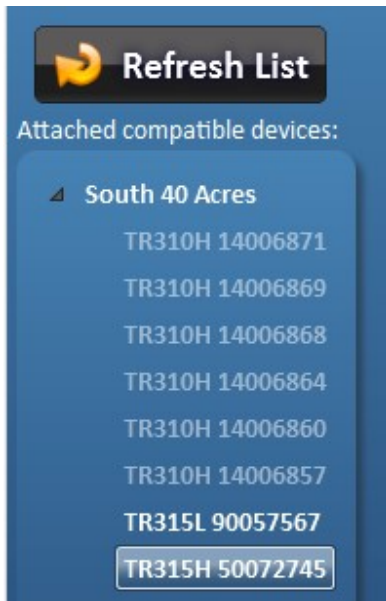 Refresh List
Attached compatible devices:
South 40 Acres
TR310H 14006871
TR310H 14006869
TR310H 14006868
TR310H 14006864
TR310H 14006860
TR310H 14006857
TR315L 90057567
TR315H 50072745